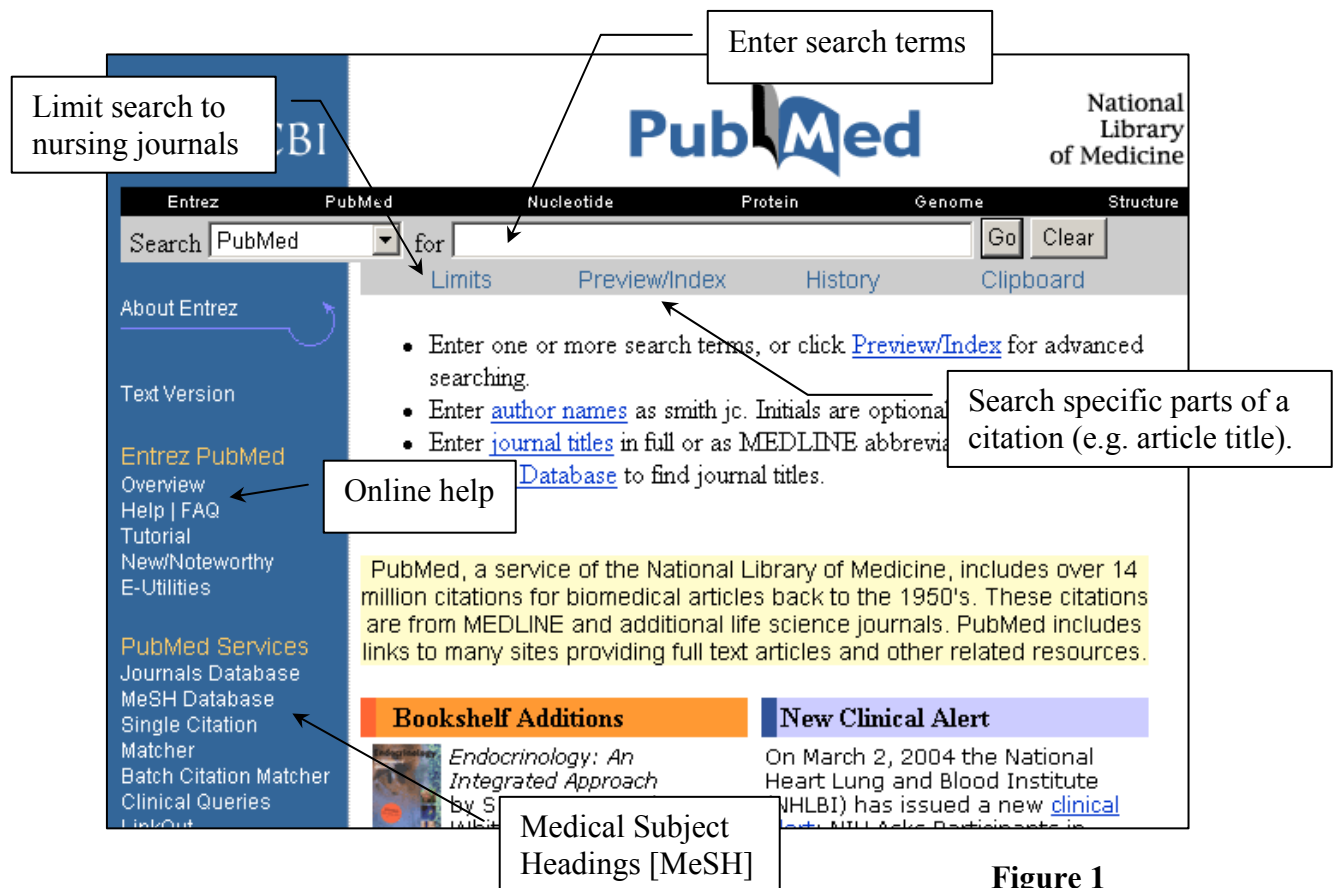 Enter search terms
Limit search to
nursing journals
CBI
PubMed
National
Library
of Medicine
Entrez PubMed Nucleotide Protein Genome Structure
Search PubMed for Go Clear
Limits Preview/Index History Clipboard
About Entrez
Text Version
Entrez PubMed
Overview
Help | FAQ
Tutorial
New/Noteworthy
E-Utilities
PubMed Services
Journals Database
MeSH Database
Single Citation
Matcher
Batch Citation Matcher
Clinical Queries
LinkOut
• Enter one or more search terms, or click Preview/Index for advanced
searching.
• Enter author names as smith jc. Initials are optional
• Enter journal titles in full or as MEDLINE abbrevia
Database to find journal titles.
Search specific parts of a
citation (e.g. article title).
Online help
PubMed, a service of the National Library of Medicine, includes over 14
million citations for biomedical articles back to the 1950's. These citations
are from MEDLINE and additional life science journals. PubMed includes
links to many sites providing full text articles and other related resources.
Bookshelf Additions
Endocrinology: An
Integrated Approach
by S
New Clinical Alert
On March 2, 2004 the National
Heart Lung and Blood Institute
(NHLBI) has issued a new clinical
alert: NIH Asks Participants in
Medical Subject
Headings [MeSH]
Figure 1